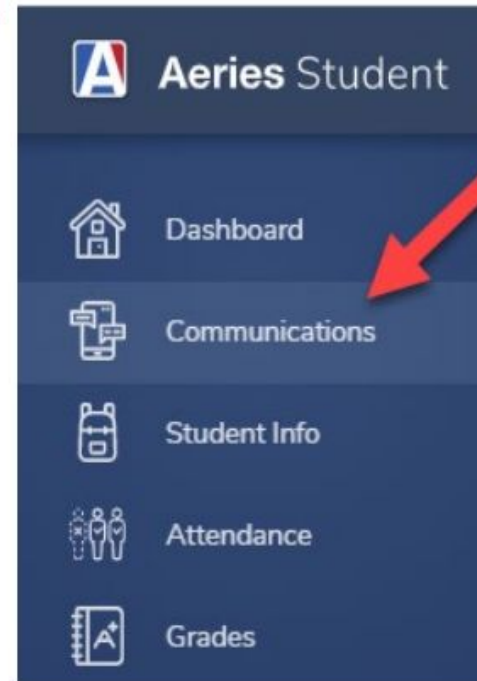 Aeries Student
Dashboard
Communications
Student Info
Attendance
Grades